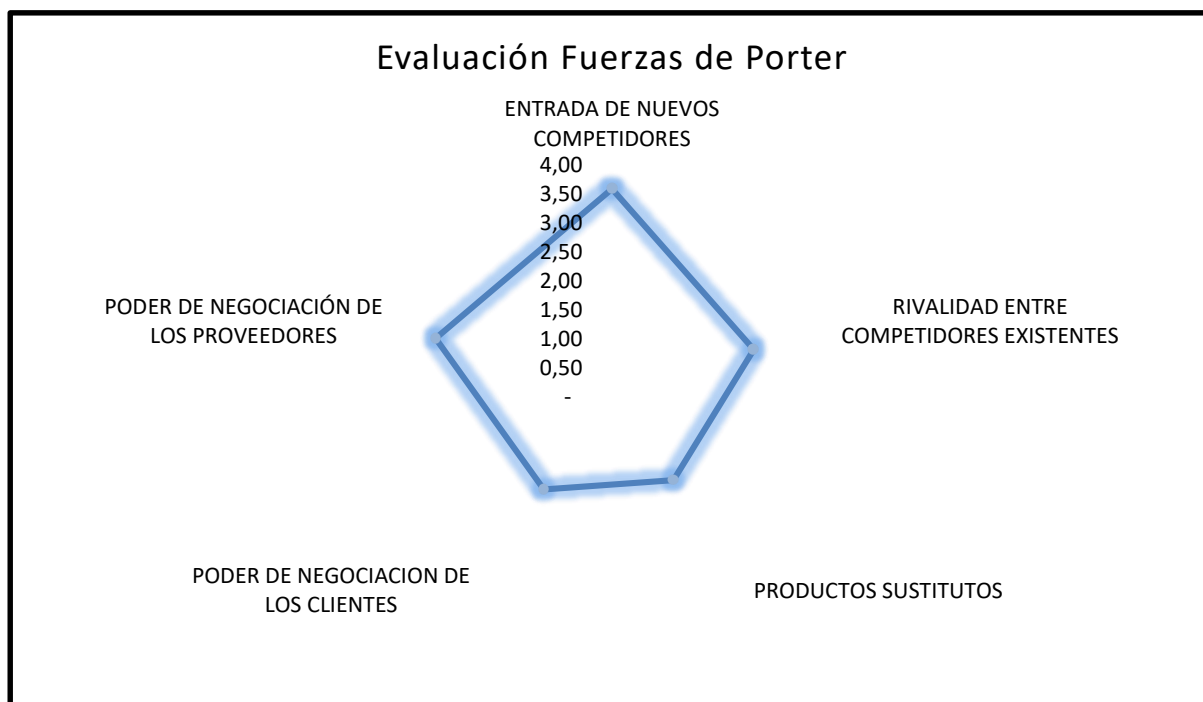 Evaluación Fuerzas de Porter
ENTRADA DE NUEVOS
COMPETIDORES
4,00
3,50
3,00
2,50
2,00
1,50
1,00
0,50
-
RIVALIDAD ENTRE
COMPETIDORES EXISTENTES
PRODUCTOS SUSTITUTOS
PODER DE NEGOCIACION DE
LOS CLIENTES
PODER DE NEGOCIACIÓN DE
LOS PROVEEDORES